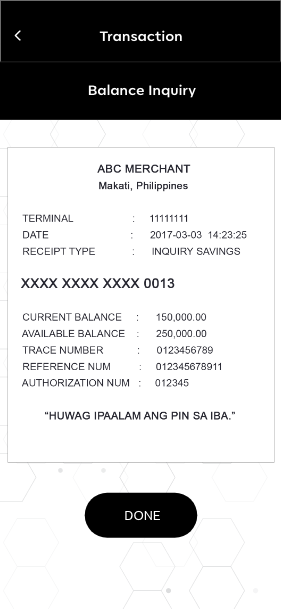 Transaction
Balance Inquiry
ABC MERCHANT
Makati, Philippines
TERMINAL : 11111111
DATE : 2017-03-03 14:23:25
RECEIPT TYPE : INQUIRY SAVINGS
XXXX XXXX XXXX 0013
CURRENT BALANCE : 150,000.00
AVAILABLE BALANCE : 250,000.00
TRACE NUMBER : 0123456789
REFERENCE NUM : 012345678911
AUTHORIZATION NUM : 012345
“HUWAG IPAALAM ANG PIN SA IBA.”
DONE